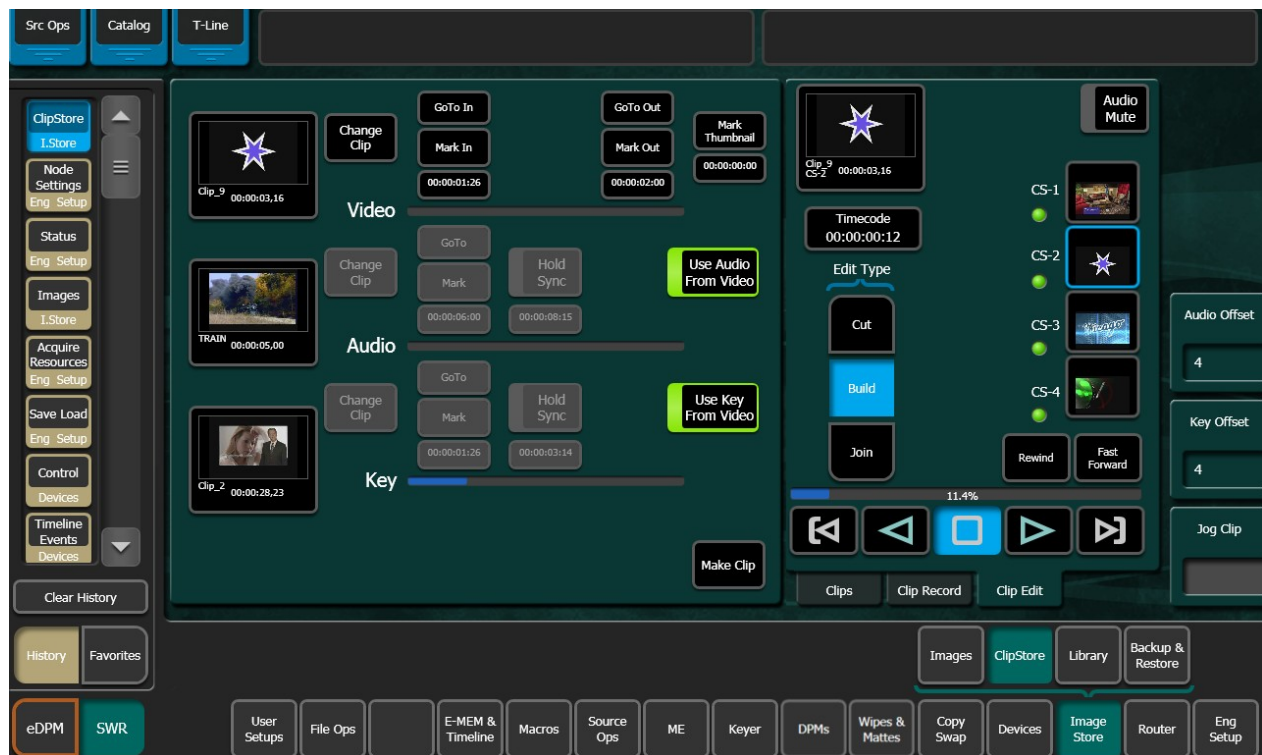 Src Ops
Catalog
T-Line
ClipStore
I.Store
Node
Settings
Eng Setup
Status
Eng Setup
Images
I.Store
Acquire
Resources
Eng Setup
Save Load
Eng Setup
Control
Devices
Timeline
Events
Devices
Clear History
History
Favorites
eDPM
SWR
Clip_9 00:00:03,16
Change
Clip
GoTo In
Mark In
00:00:01:26
GoTo Out
Mark Out
00:00:02:00
Mark
Thumbnail
00:00:00:00
Video
TRAIN 00:00:05,00
Change
Clip
GoTo
Mark
00:00:06:00
Hold
Sync
00:00:08:15
Use Audio
From Video
Audio
Clip_2 00:00:28,23
Change
Clip
GoTo
Mark
00:00:01:26
Hold
Sync
00:00:03:14
Use Key
From Video
Key
Make Clip
Clip_9
CS-2 00:00:03,16
Audio
Mute
Timecode
00:00:00:12
Edit Type
Cut
Build
Join
CS-1
CS-2
CS-3
CS-4
Rewind
Fast
Forward
11.4%
Clips
Clip Record
Clip Edit
Audio Offset
4
Key Offset
4
Jog Clip
Images
ClipStore
Library
Backup &
Restore
User
Setups
File Ops
E-MEM &
Timeline
Macros
Source
Ops
ME
Keyer
DPMs
Wipes &
Mattes
Copy
Swap
Devices
Image
Store
Router
Eng
Setup